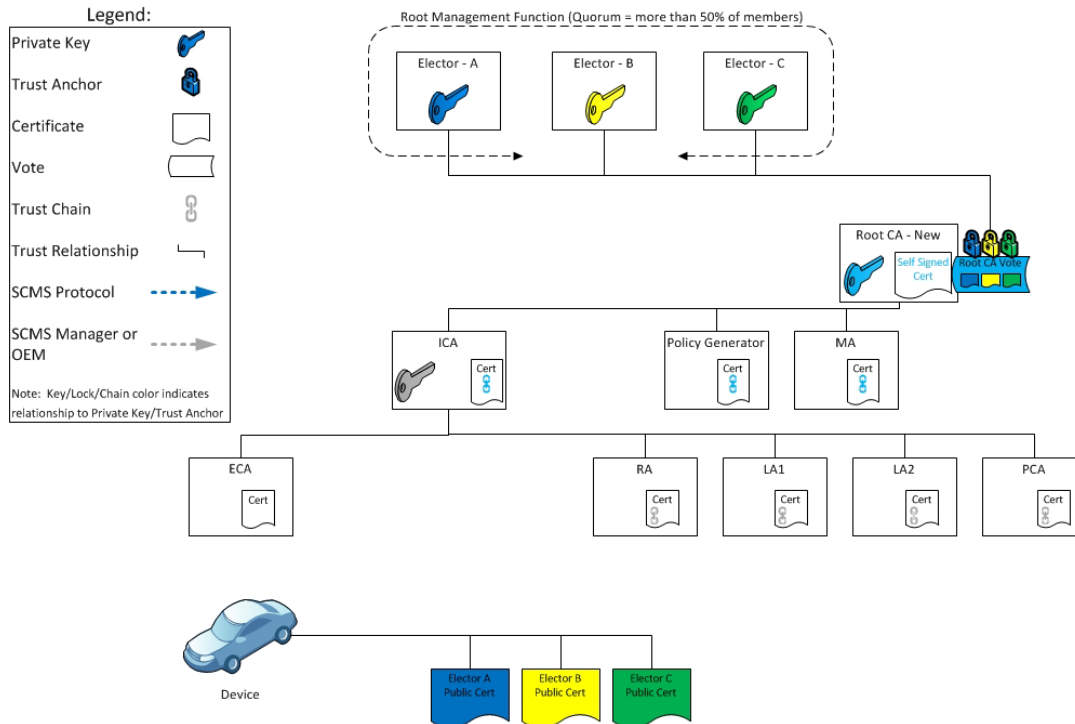 Legend:
Private Key
Trust Anchor
Certificate
Vote
Trust Chain
Trust Relationship
SCMS Protocol
SCMS Manager or
OEM
Note:  Key/Lock/Chain color indicates
relationship to Private Key/Trust Anchor
Root Management Function (Quorum = more than 50% of members)
Elector - A
Elector - B
Elector - C
Root CA - New
Self Signed
Cert
Root CA Vote
ICA
Cert
Policy Generator
Cert
MA
Cert
ECA
Cert
RA
Cert
LA1
Cert
LA2
Cert
PCA
Cert
Device
Elector A
Public Cert
Elector B
Public Cert
Elector C
Public Cert